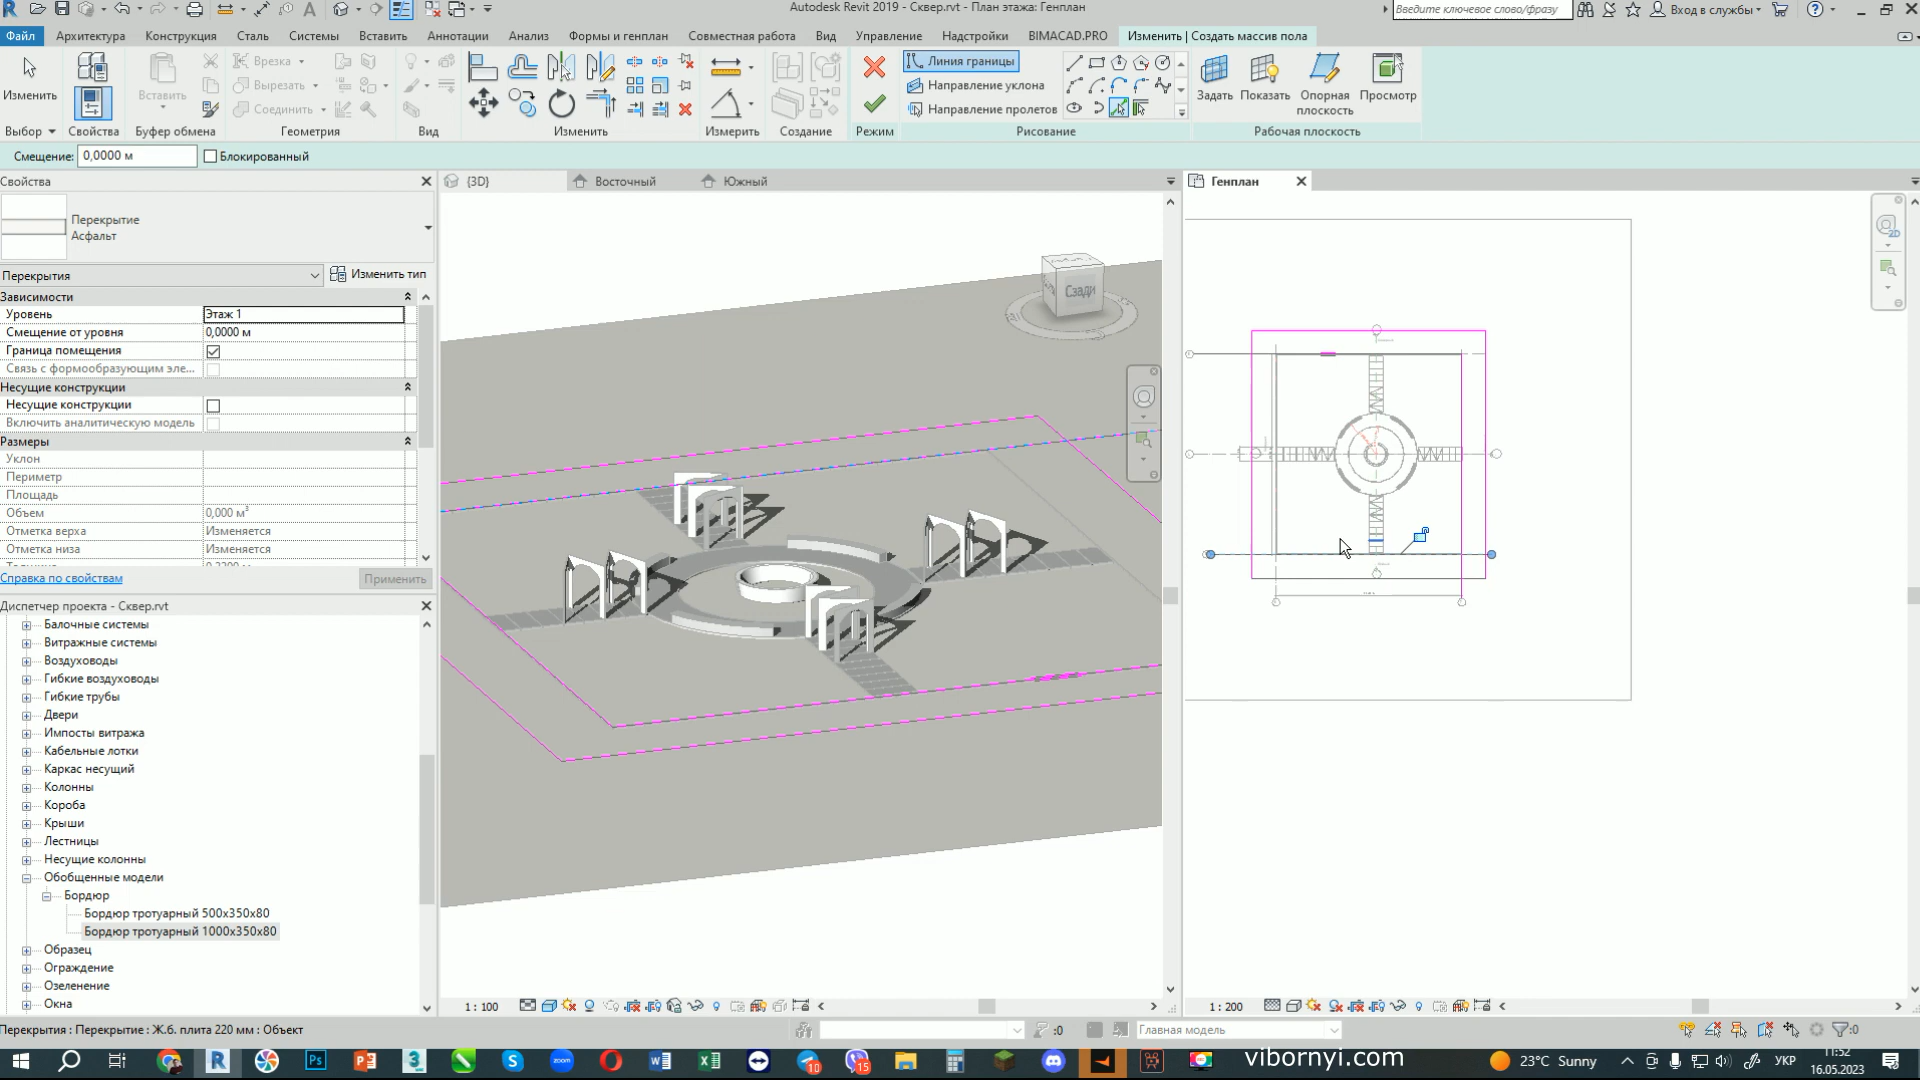 Autodesk Revit 2019 - Сквер.rvt - План этажа: Генплан
Введите ключевое слово/фразу
Вход в службы
Файл Архитектура Конструкция Сталь Системы Вставить Аннотации Анализ Формы и генплан Совместная работа Вид Управление Надстройки BIMACAD.PRO Изменить | Создать массив пола
Изменить
Вставить
Врезка
Вырезать
Соединить
Линия границы
Направление уклона
Направление пролетов
Задать Показать Опорная плоскость Просмотр
Выбор Свойства Буфер обмена Геометрия Вид Изменить Измерить Создание Режим Рисование Рабочая плоскость
Смещение: 0,0000 м Блокированный
Свойства
{3D} Восточный Южный Генплан
Перекрытие
Асфальт
Перекрытия Изменить тип
Зависимости
Уровень Этаж 1
Смещение от уровня 0,0000 м
Граница помещения
Связь с формообразующим эле...
Несущие конструкции
Несущие конструкции
Включить аналитическую модель
Размеры
Уклон
Периметр
Площадь
Объем 0,000 м³
Отметка верха Изменяется
Отметка низа Изменяется
Справка по свойствам Применить
Диспетчер проекта - Сквер.rvt
Балочные системы
Витражные системы
Воздуховоды
Гибкие воздуховоды
Гибкие трубы
Двери
Импосты витража
Кабельные лотки
Каркас несущий
Колонны
Короба
Крыши
Лестницы
Несущие колонны
Обобщенные модели
Бордюр
Бордюр тротуарный 500x350x80
Бордюр тротуарный 1000x350x80
Образец
Ограждение
Озеленение
Окна
Сзади
1 : 100
1 : 200
Перекрытия : Перекрытие : Ж.б. плита 220 мм : Объект
:0
Главная модель
:0
vibornyi.com
23°C Sunny
УКР
11:52
16.05.2023